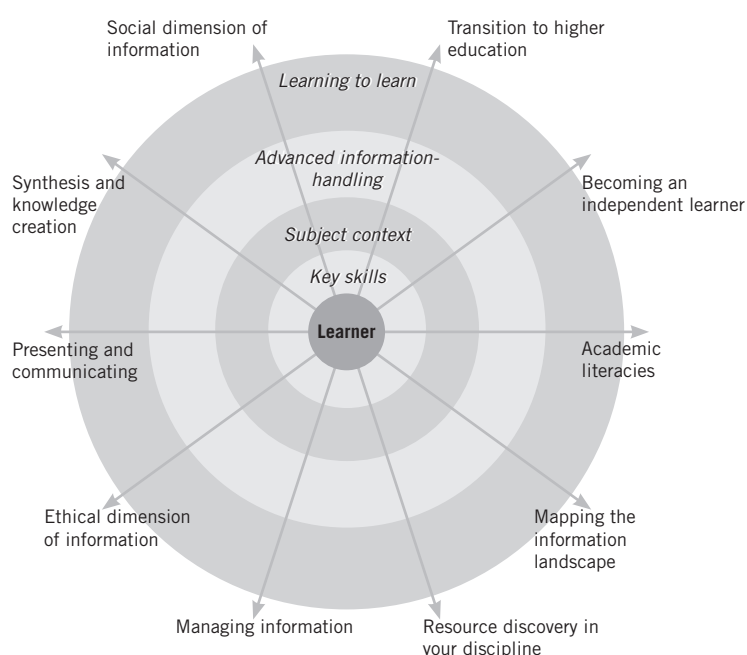 Social dimension of
information
Transition to higher
education
Learning to learn
Advanced information-
handling
Synthesis and
knowledge
creation
Becoming an
independent learner
Subject context
Key skills
Learner
Presenting and
communicating
Academic
literacies
Ethical dimension
of information
Mapping the
information
landscape
Managing information
Resource discovery in
your discipline